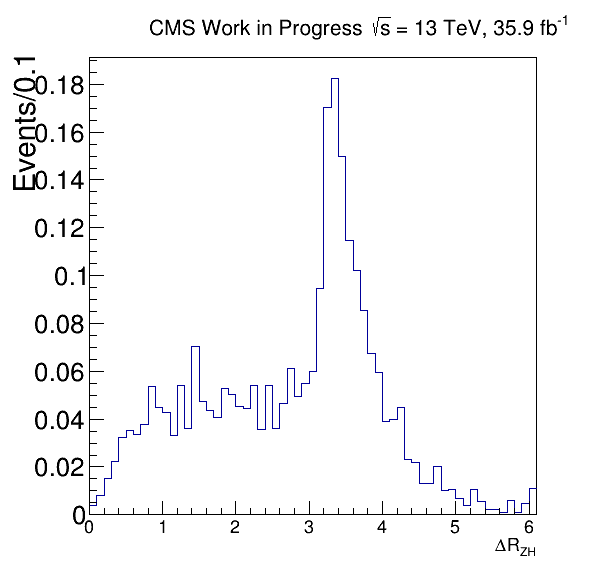 CMS Work in Progress √s = 13 TeV, 35.9 fb⁻¹
Events/0.1
0.18
0.16
0.14
0.12
0.1
0.08
0.06
0.04
0.02
0
0 1 2 3 4 5 6
ΔR_ZH